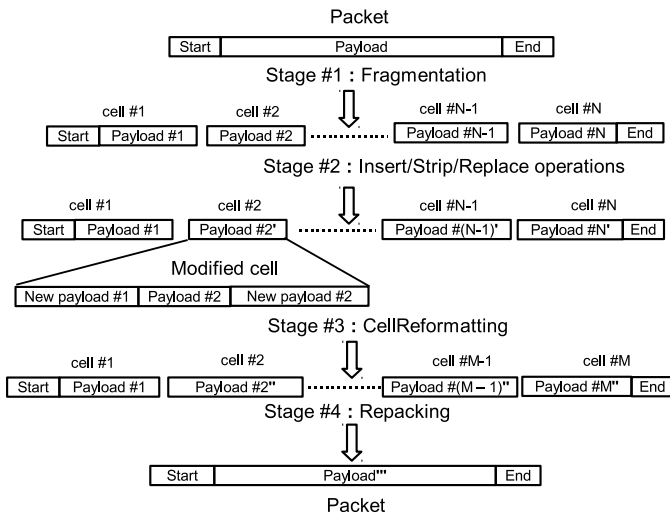 Packet
Start Payload End
Stage #1 : Fragmentation
cell #1 cell #2 cell #N-1 cell #N
Start Payload #1 Payload #2 Payload #N-1 Payload #N End
Stage #2 : Insert/Strip/Replace operations
cell #1 cell #2 cell #N-1 cell #N
Start Payload #1 Payload #2' Payload #(N-1)' Payload #N' End
Modified cell
New payload #1 Payload #2 New payload #2
Stage #3 : CellReformatting
cell #1 cell #2 cell #M-1 cell #M
Start Payload #1 Payload #2" Payload #(M – 1)" Payload #M" End
Stage #4 : Repacking
Start Payload''' End
Packet